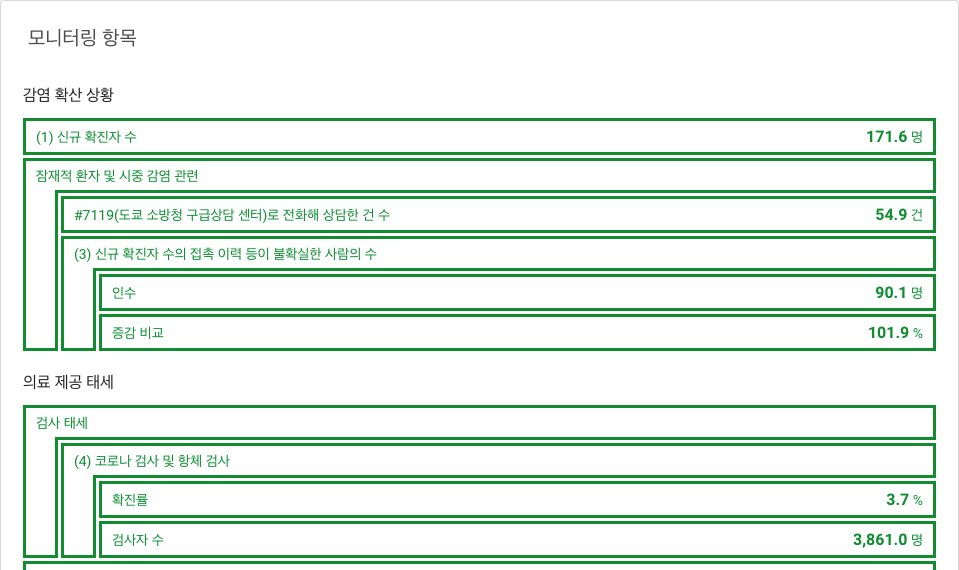 모니터링 항목
감염 확산 상황
(1) 신규 확진자 수 171.6 명
잠재적 환자 및 시중 감염 관련
#7119(도쿄 소방청 구급상담 센터)로 전화해 상담한 건 수 54.9 건
(3) 신규 확진자 수의 접촉 이력 등이 불확실한 사람의 수
인수 90.1 명
증감 비교 101.9 %
의료 제공 태세
검사 태세
(4) 코로나 검사 및 항체 검사
확진률 3.7 %
검사자 수 3,861.0 명